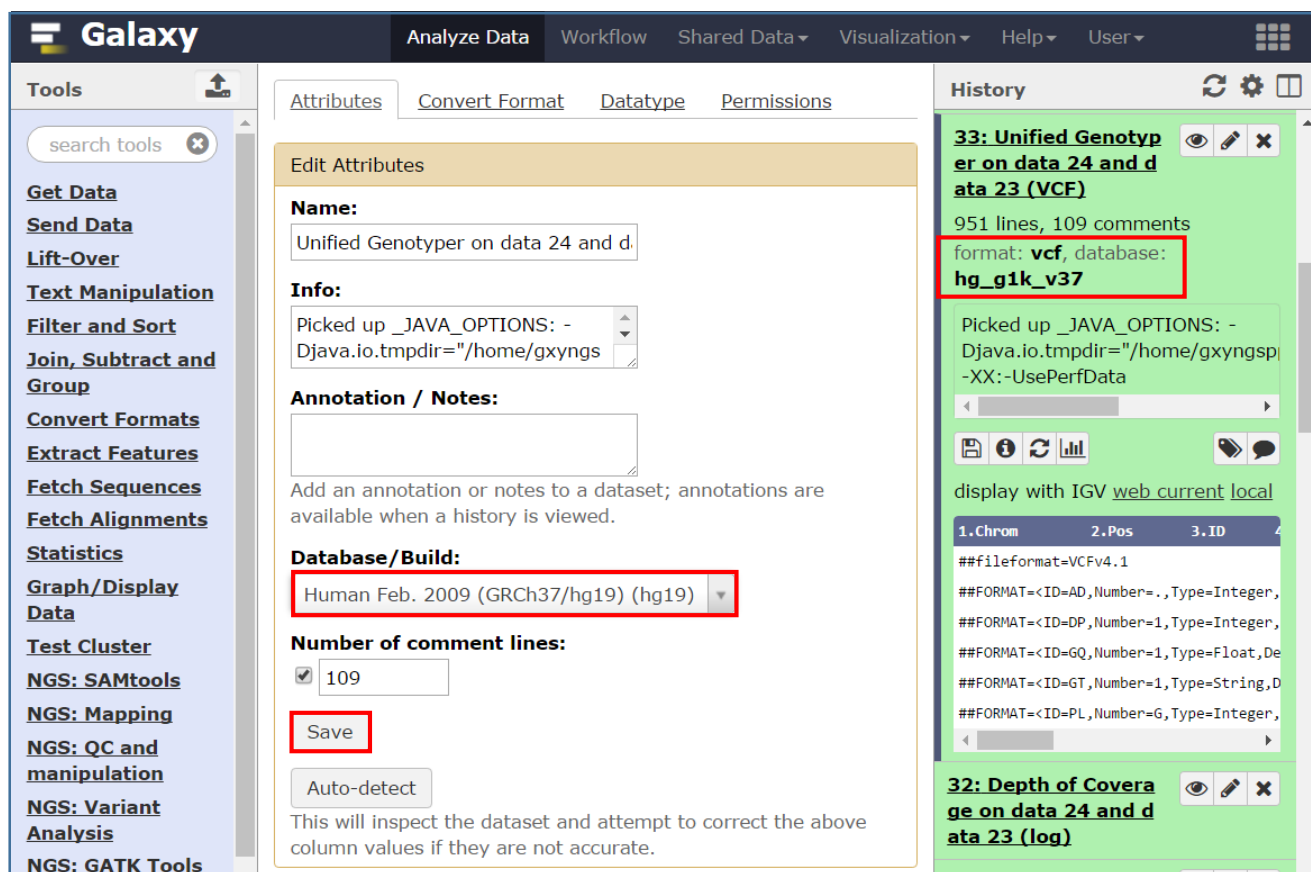 Galaxy
Analyze Data Workflow Shared Data Visualization Help User
Tools
search tools
Get Data
Send Data
Lift-Over
Text Manipulation
Filter and Sort
Join, Subtract and
Group
Convert Formats
Extract Features
Fetch Sequences
Fetch Alignments
Statistics
Graph/Display
Data
Test Cluster
NGS: SAMtools
NGS: Mapping
NGS: QC and
manipulation
NGS: Variant
Analysis
NGS: GATK Tools
Attributes Convert Format Datatype Permissions
Edit Attributes
Name:
Unified Genotyper on data 24 and d
Info:
Picked up _JAVA_OPTIONS: -
Djava.io.tmpdir="/home/gxyngs
Annotation / Notes:
Add an annotation or notes to a dataset; annotations are
available when a history is viewed.
Database/Build:
Human Feb. 2009 (GRCh37/hg19) (hg19)
Number of comment lines:
109
Save
Auto-detect
This will inspect the dataset and attempt to correct the above
column values if they are not accurate.
History
33: Unified Genotyp
er on data 24 and d
ata 23 (VCF)
951 lines, 109 comments
format: vcf, database:
hg_g1k_v37
Picked up _JAVA_OPTIONS: -
Djava.io.tmpdir="/home/gxyngsp
-XX:-UsePerfData
display with IGV web current local
1.Chrom 2.Pos 3.ID 4
##fileformat=VCFv4.1
##FORMAT=<ID=AD,Number=.,Type=Integer,
##FORMAT=<ID=DP,Number=1,Type=Integer,
##FORMAT=<ID=GQ,Number=1,Type=Float,De
##FORMAT=<ID=GT,Number=1,Type=String,D
##FORMAT=<ID=PL,Number=G,Type=Integer,
32: Depth of Covera
ge on data 24 and d
ata 23 (log)